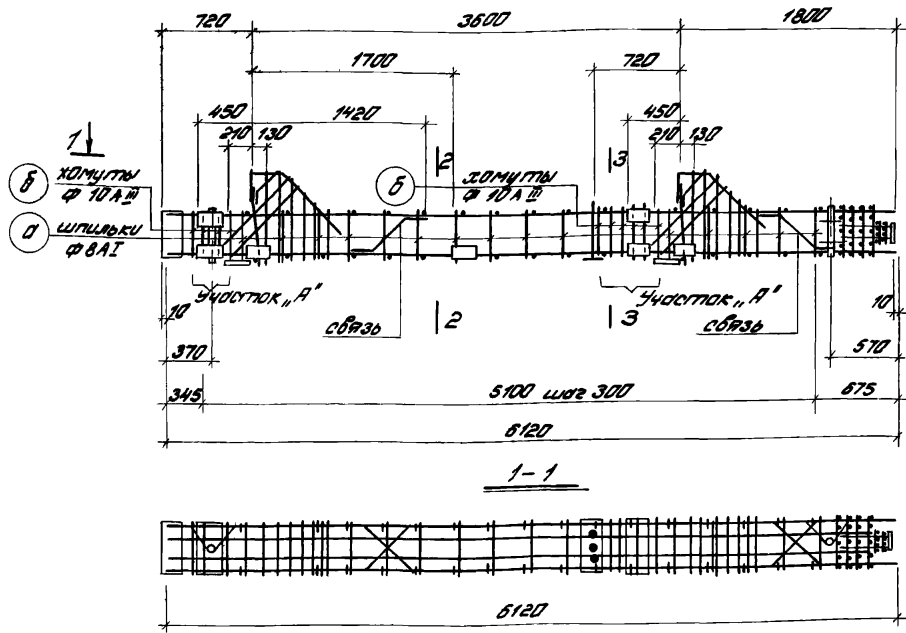 720
3600
1800
1700
720
450
1420
450
210
130
210
130
1
2
3
в
хомуты
ф 10 А III
б
хомуты
ф 10 А III
а
шпильки
ф 8 А I
Участок „А"
Участок „А"
10
связь
2
3
связь
10
370
570
345
5100 шаг 300
675
6120
1-1
6120